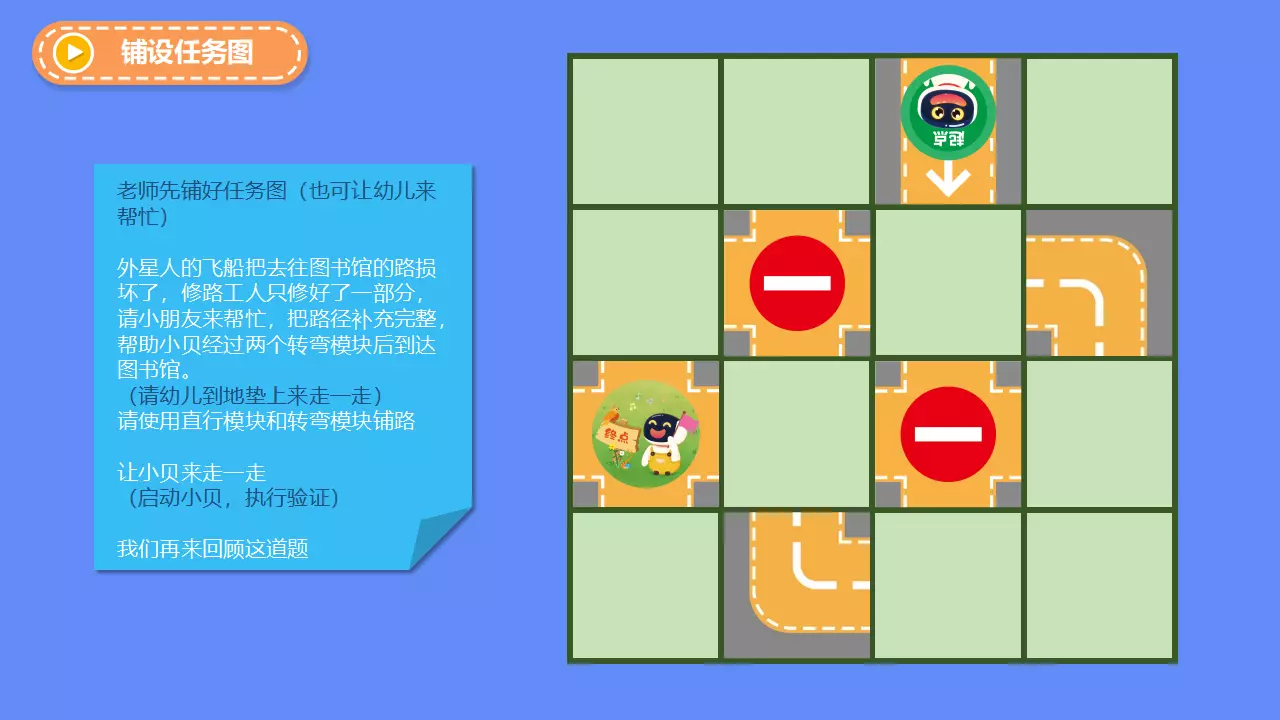 铺设任务图
老师先铺好任务图（也可让幼儿来
帮忙）
外星人的飞船把去往图书馆的路损
坏了，修路工人只修好了一部分，
请小朋友来帮忙，把路径补充完整，
帮助小贝经过两个转弯模块后到达
图书馆。
（请幼儿到地垫上来走一走）
请使用直行模块和转弯模块铺路
让小贝来走一走
（启动小贝，执行验证）
我们再来回顾这道题
起点
终点